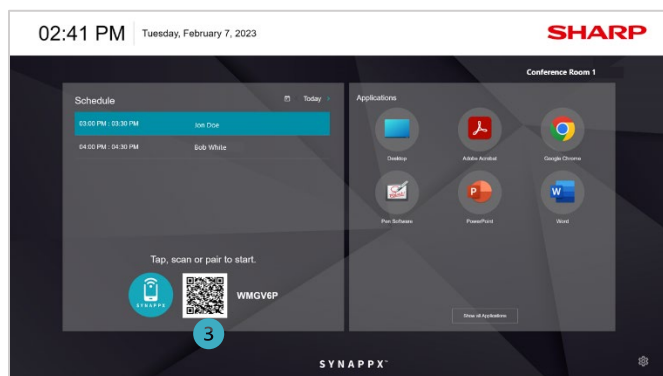 02:41 PM
Tuesday, February 7, 2023
SHARP
Conference Room 1
Schedule
Today
03:00 PM : 03:30 PM Jon Doe
04:00 PM : 04:30 PM Bob White
Tap, scan or pair to start.
SYNAPPX
WMGV6P
3
Applications
Desktop
Adobe Acrobat
Google Chrome
Pen Software
PowerPoint
Word
Show all Applications
SYNAPPX™